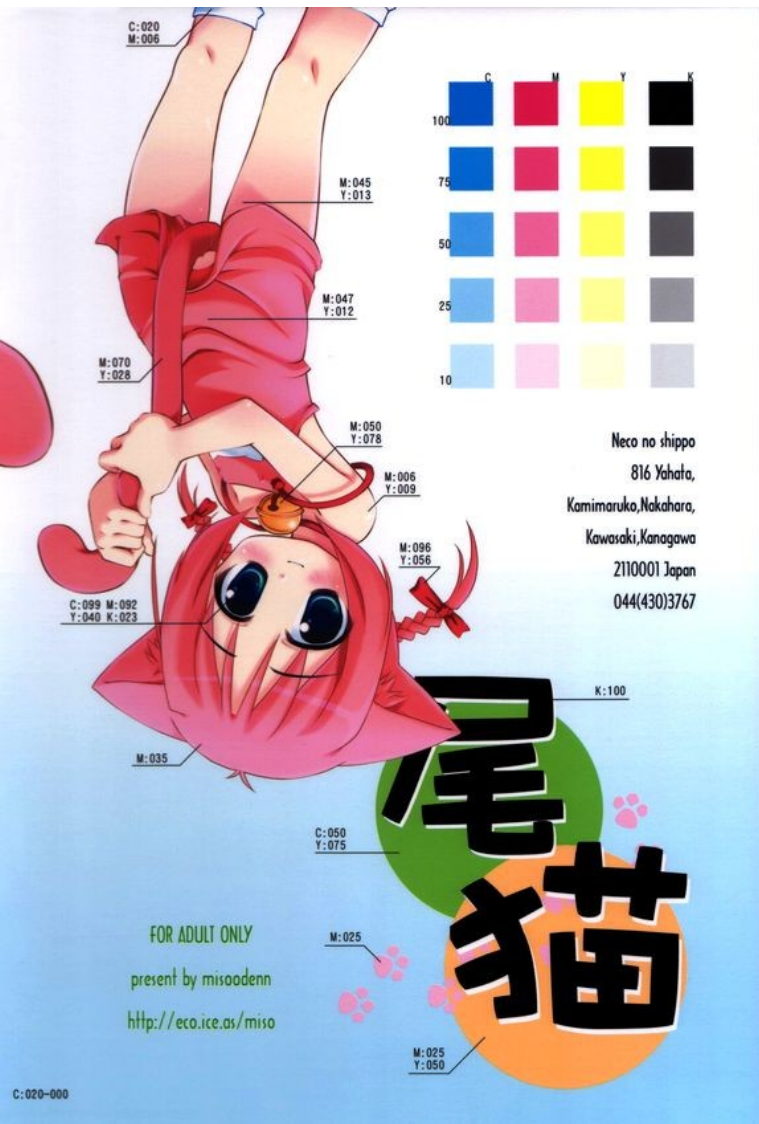 C:020
M:006
C M Y K
100
75
50
25
10
M:045
Y:013
M:047
Y:012
M:070
Y:028
M:050
Y:078
M:006
Y:009
M:096
Y:056
C:099 M:092
Y:040 K:023
Neco no shippo
816 Yahata,
Kamimaruko,Nakahara,
Kawasaki,Kanagawa
2110001 Japan
044(430)3767
K:100
M:035
尾
猫
C:050
Y:075
FOR ADULT ONLY
present by misoodenn
http://eco.ice.as/miso
M:025
M:025
Y:050
C:020-000